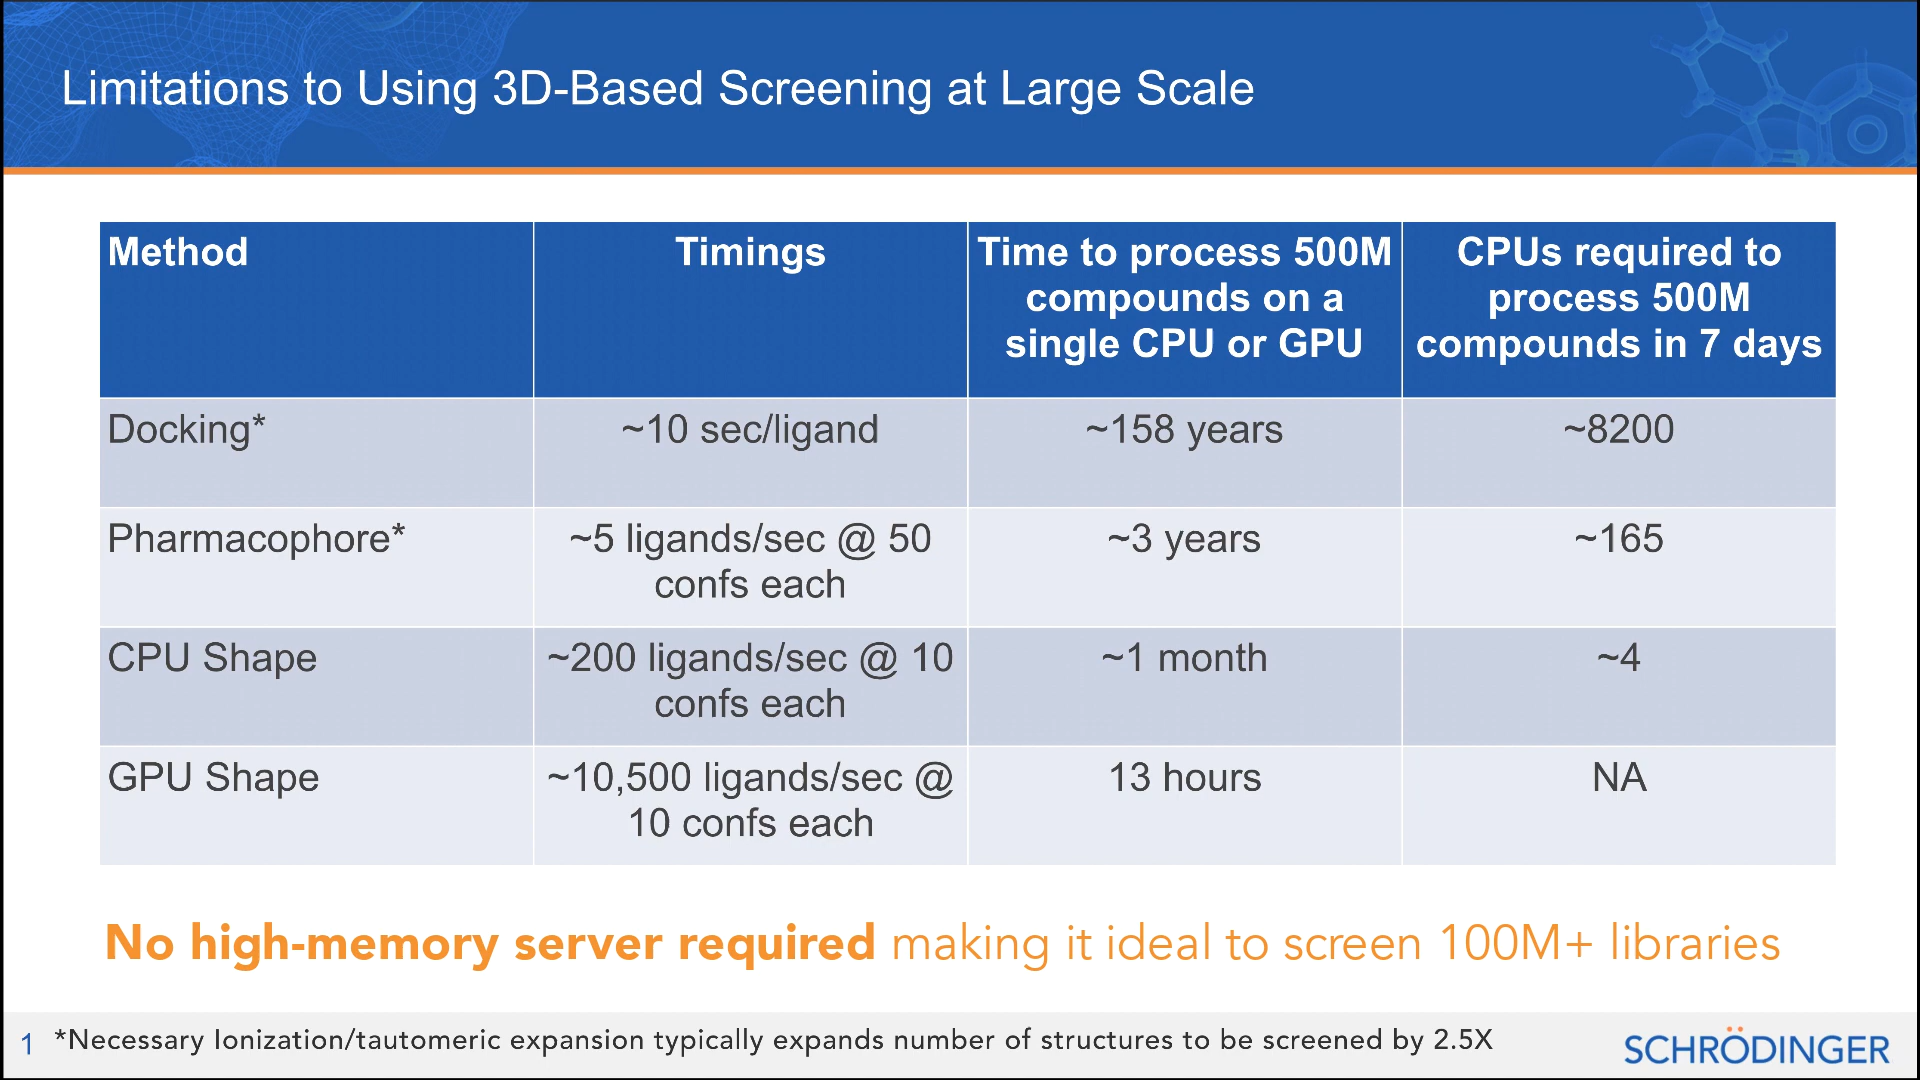 Limitations to Using 3D-Based Screening at Large Scale
Method
Timings
Time to process 500M
compounds on a
single CPU or GPU
CPUs required to
process 500M
compounds in 7 days
Docking*
~10 sec/ligand
~158 years
~8200
Pharmacophore*
~5 ligands/sec @ 50
confs each
~3 years
~165
CPU Shape
~200 ligands/sec @ 10
confs each
~1 month
~4
GPU Shape
~10,500 ligands/sec @
10 confs each
13 hours
NA
No high-memory server required making it ideal to screen 100M+ libraries
1
*Necessary Ionization/tautomeric expansion typically expands number of structures to be screened by 2.5X
SCHRÖDINGER